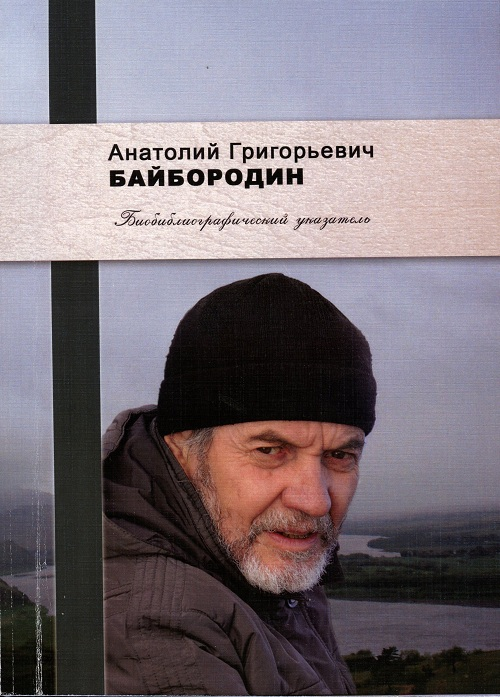 Анатолий Григорьевич
БАЙБОРОДИН
Биобиблиографический указатель